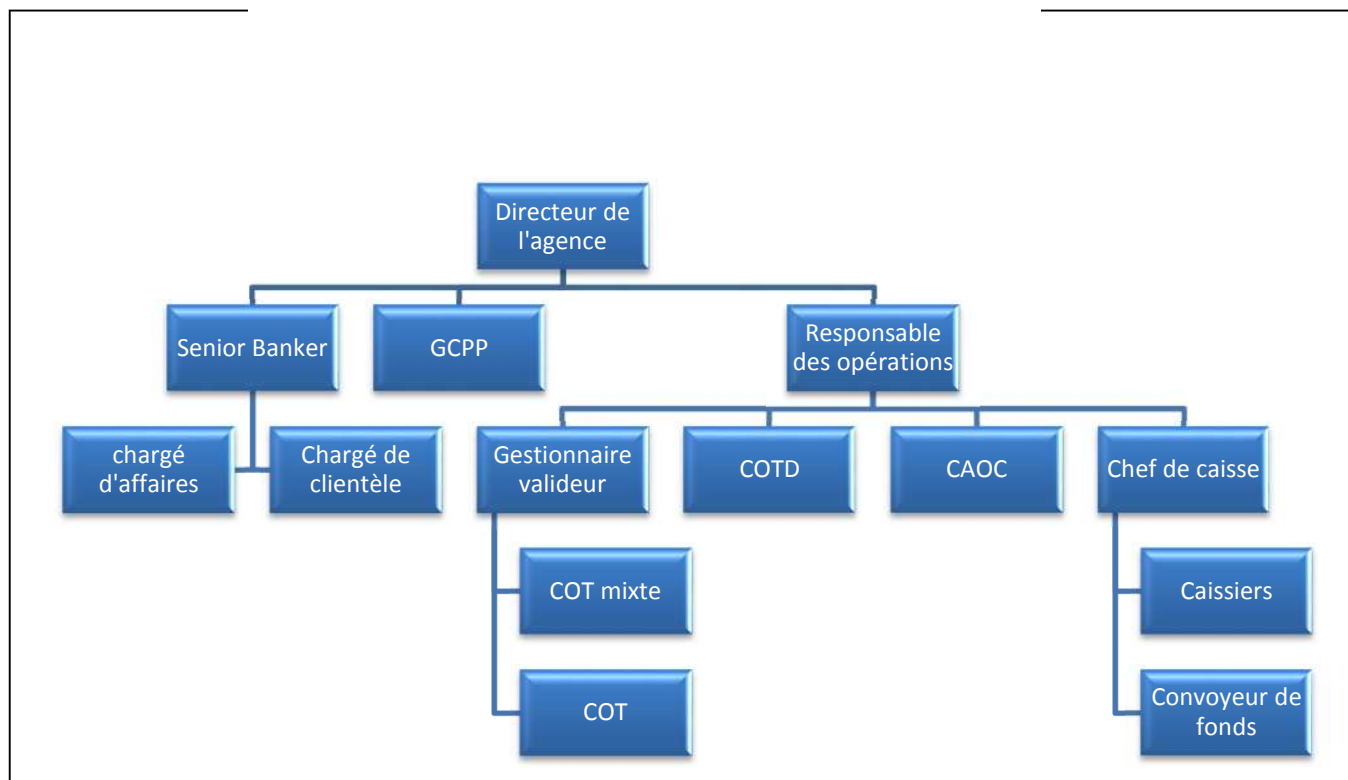 Directeur de
l'agence
Senior Banker
GCPP
Responsable
des opérations
chargé
d'affaires
Chargé de
clientèle
Gestionnaire
valideur
COTD
CAOC
Chef de caisse
COT mixte
Caissiers
COT
Convoyeur de
fonds